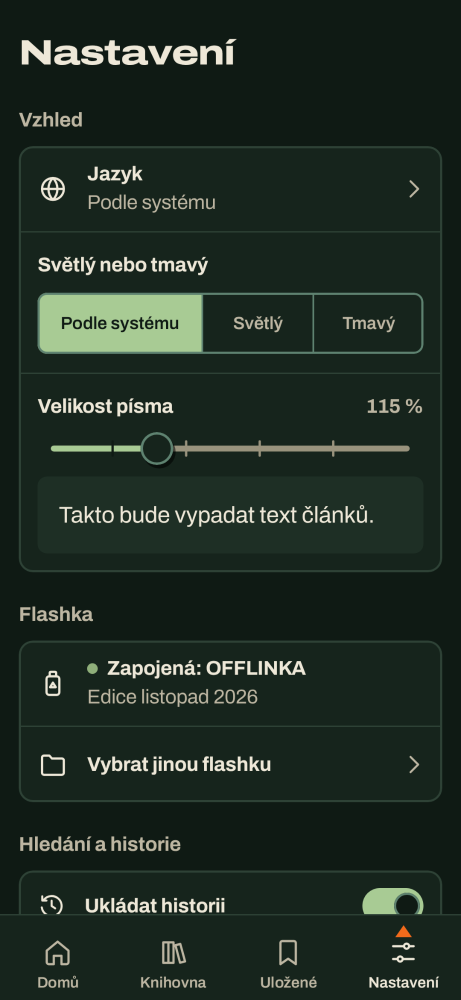 Nastavení
Vzhled
Jazyk
Podle systému
Světlý nebo tmavý
Podle systému
Světlý
Tmavý
Velikost písma
115 %
Takto bude vypadat text článků.
Flashka
Zapojená: OFFLINKA
Edice listopad 2026
Vybrat jinou flashku
Hledání a historie
Ukládat historii
Domů
Knihovna
Uložené
Nastavení